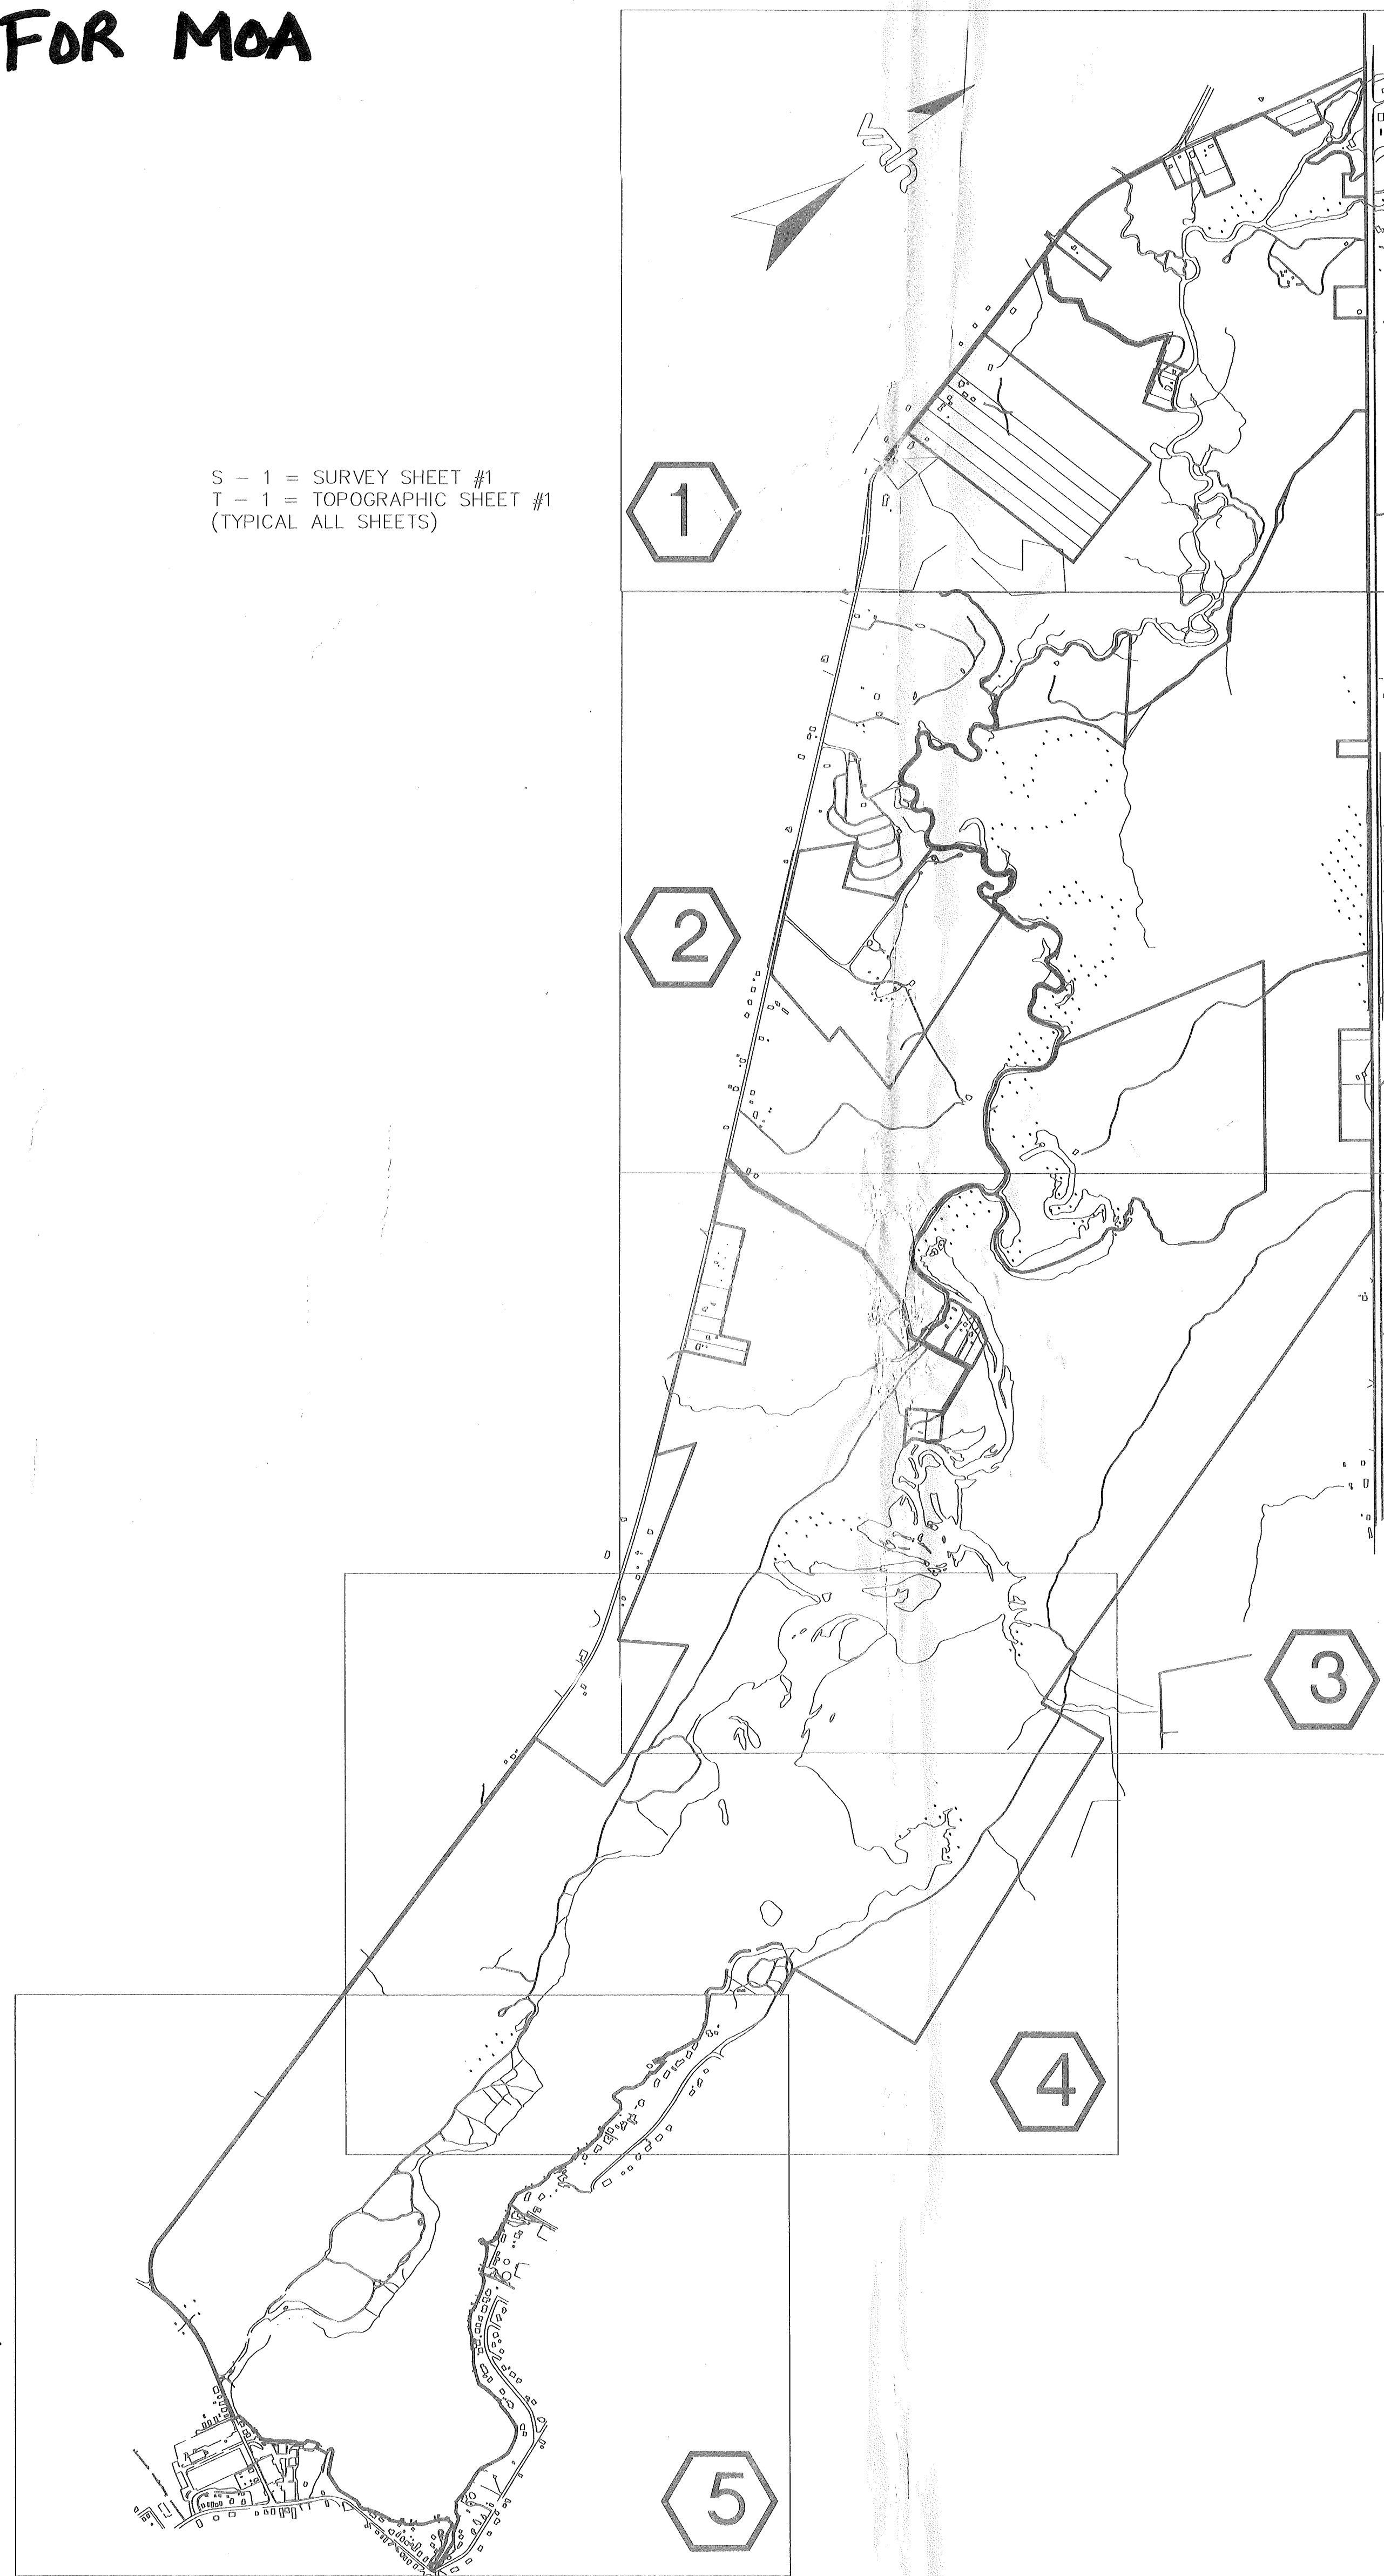 FOR MOA
S - 1 = SURVEY SHEET #1
T - 1 = TOPOGRAPHIC SHEET #1
(TYPICAL ALL SHEETS)
1
2
3
4
5